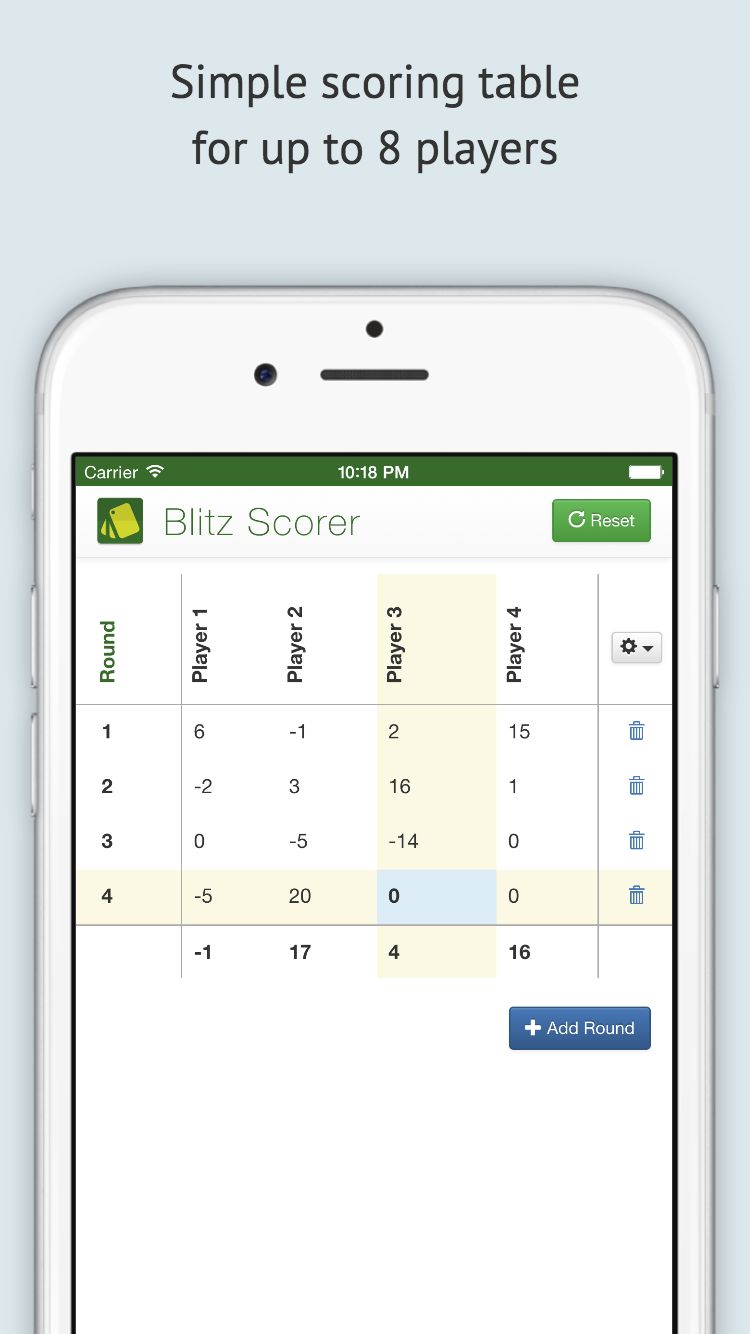 Simple scoring table
for up to 8 players
Carrier 10:18 PM
Blitz Scorer Reset
Round Player 1 Player 2 Player 3 Player 4
1 6 -1 2 15
2 -2 3 16 1
3 0 -5 -14 0
4 -5 20 0 0
-1 17 4 16
Add Round